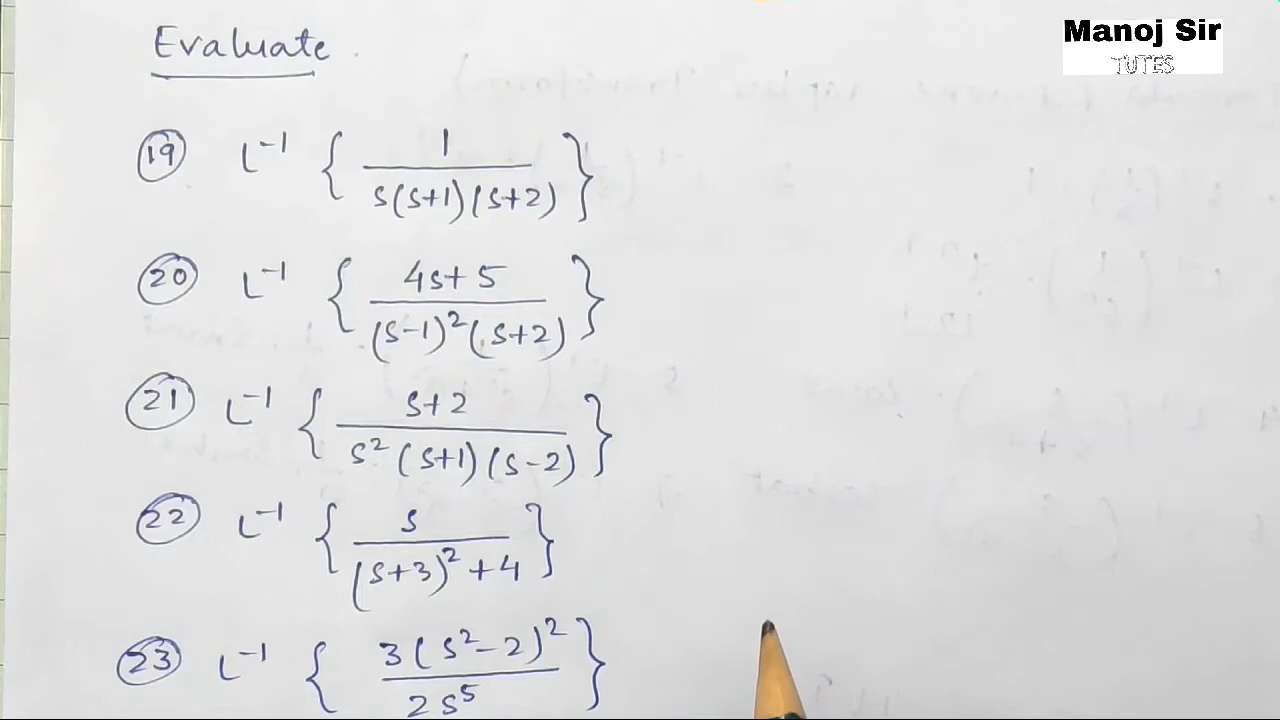 Evaluate
Manoj Sir
TUTES
19 L⁻¹ { 1 / s(s+1)(s+2) }
20 L⁻¹ { 4s+5 / (s-1)²(s+2) }
21 L⁻¹ { s+2 / s²(s+1)(s-2) }
22 L⁻¹ { s / (s+3)²+4 }
23 L⁻¹ { 3(s²-2)² / 2s⁵ }